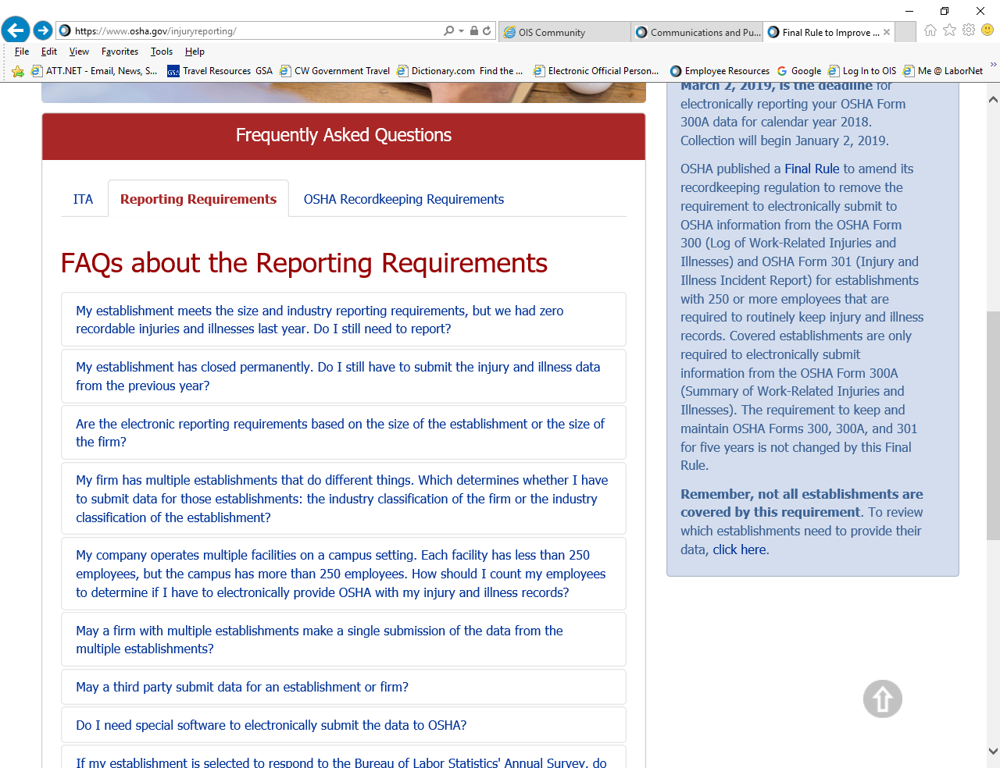 https://www.osha.gov/injuryreporting/
OIS Community
Communications and Pu...
Final Rule to Improve ...
File Edit View Favorites Tools Help
ATT.NET - Email, News, S...
GSA Travel Resources GSA
CW Government Travel
Dictionary.com Find the ...
Electronic Official Person...
Employee Resources
Google
Log In to OIS
Me @ LaborNet
Frequently Asked Questions
ITA
Reporting Requirements
OSHA Recordkeeping Requirements
FAQs about the Reporting Requirements
My establishment meets the size and industry reporting requirements, but we had zero
recordable injuries and illnesses last year. Do I still need to report?
My establishment has closed permanently. Do I still have to submit the injury and illness data
from the previous year?
Are the electronic reporting requirements based on the size of the establishment or the size of
the firm?
My firm has multiple establishments that do different things. Which determines whether I have
to submit data for those establishments: the industry classification of the firm or the industry
classification of the establishment?
My company operates multiple facilities on a campus setting. Each facility has less than 250
employees, but the campus has more than 250 employees. How should I count my employees
to determine if I have to electronically provide OSHA with my injury and illness records?
May a firm with multiple establishments make a single submission of the data from the
multiple establishments?
May a third party submit data for an establishment or firm?
Do I need special software to electronically submit the data to OSHA?
If my establishment is selected to respond to the Bureau of Labor Statistics' Annual Survey, do
March 2, 2019, is the deadline for
electronically reporting your OSHA Form
300A data for calendar year 2018.
Collection will begin January 2, 2019.
OSHA published a Final Rule to amend its
recordkeeping regulation to remove the
requirement to electronically submit to
OSHA information from the OSHA Form
300 (Log of Work-Related Injuries and
Illnesses) and OSHA Form 301 (Injury and
Illness Incident Report) for establishments
with 250 or more employees that are
required to routinely keep injury and illness
records. Covered establishments are only
required to electronically submit
information from the OSHA Form 300A
(Summary of Work-Related Injuries and
Illnesses). The requirement to keep and
maintain OSHA Forms 300, 300A, and 301
for five years is not changed by this Final
Rule.
Remember, not all establishments are
covered by this requirement. To review
which establishments need to provide their
data, click here.